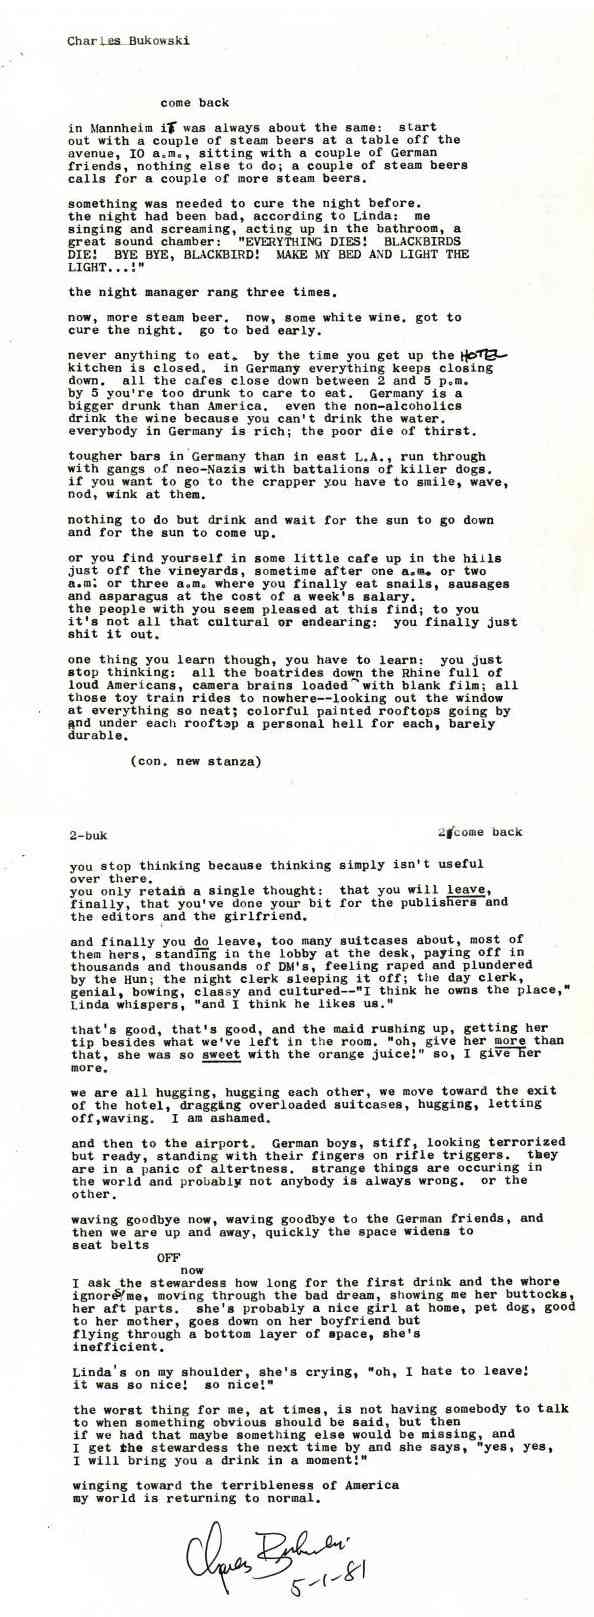 Charles Bukowski
come back
in Mannheim iT was always about the same: start
out with a couple of steam beers at a table off the
avenue, IO a.m., sitting with a couple of German
friends, nothing else to do; a couple of steam beers
calls for a couple of more steam beers.
something was needed to cure the night before.
the night had been bad, according to Linda: me
singing and screaming, acting up in the bathroom, a
great sound chamber: "EVERYTHING DIES! BLACKBIRDS
DIE! BYE BYE, BLACKBIRD! MAKE MY BED AND LIGHT THE
LIGHT...!"
the night manager rang three times.
now, more steam beer. now, some white wine. got to
cure the night. go to bed early.
never anything to eat. by the time you get up the HOTEL
kitchen is closed. in Germany everything keeps closing
down. all the cafes close down between 2 and 5 p.m.
by 5 you're too drunk to care to eat. Germany is a
bigger drunk than America. even the non-alcoholics
drink the wine because you can't drink the water.
everybody in Germany is rich; the poor die of thirst.
tougher bars in Germany than in east L.A., run through
with gangs of neo-Nazis with battalions of killer dogs.
if you want to go to the crapper you have to smile, wave,
nod, wink at them.
nothing to do but drink and wait for the sun to go down
and for the sun to come up.
or you find yourself in some little cafe up in the hills
just off the vineyards, sometime after one a.m. or two
a.m. or three a.m. where you finally eat snails, sausages
and asparagus at the cost of a week's salary.
the people with you seem pleased at this find; to you
it's not all that cultural or endearing: you finally just
shit it out.
one thing you learn though, you have to learn: you just
stop thinking: all the boatrides down the Rhine full of
loud Americans, camera brains loaded with blank film; all
those toy train rides to nowhere--looking out the window
at everything so neat; colorful painted rooftops going by
and under each rooftop a personal hell for each, barely
durable.
(con. new stanza)
2-buk
2 come back
you stop thinking because thinking simply isn't useful
over there.
you only retain a single thought: that you will leave,
finally, that you've done your bit for the publishers and
the editors and the girlfriend.
and finally you do leave, too many suitcases about, most of
them hers, standing in the lobby at the desk, paying off in
thousands and thousands of DM's, feeling raped and plundered
by the Hun; the night clerk sleeping it off; the day clerk,
genial, bowing, classy and cultured--"I think he owns the place,"
Linda whispers, "and I think he likes us."
that's good, that's good, and the maid rushing up, getting her
tip besides what we've left in the room. "oh, give her more than
that, she was so sweet with the orange juice!" so, I give her
more.
we are all hugging, hugging each other, we move toward the exit
of the hotel, dragging overloaded suitcases, hugging, letting
off,waving. I am ashamed.
and then to the airport. German boys, stiff, looking terrorized
but ready, standing with their fingers on rifle triggers. they
are in a panic of altertness. strange things are occuring in
the world and probably not anybody is always wrong. or the
other.
waving goodbye now, waving goodbye to the German friends, and
then we are up and away, quickly the space widens to
seat belts
OFF
now
I ask the stewardess how long for the first drink and the whore
ignores me, moving through the bad dream, showing me her buttocks,
her aft parts. she's probably a nice girl at home, pet dog, good
to her mother, goes down on her boyfriend but
flying through a bottom layer of space, she's
inefficient.
Linda's on my shoulder, she's crying, "oh, I hate to leave!
it was so nice! so nice!"
the worst thing for me, at times, is not having somebody to talk
to when something obvious should be said, but then
if we had that maybe something else would be missing, and
I get the stewardess the next time by and she says, "yes, yes,
I will bring you a drink in a moment!"
winging toward the terribleness of America
my world is returning to normal.
Charles Bukowski
5-1-81